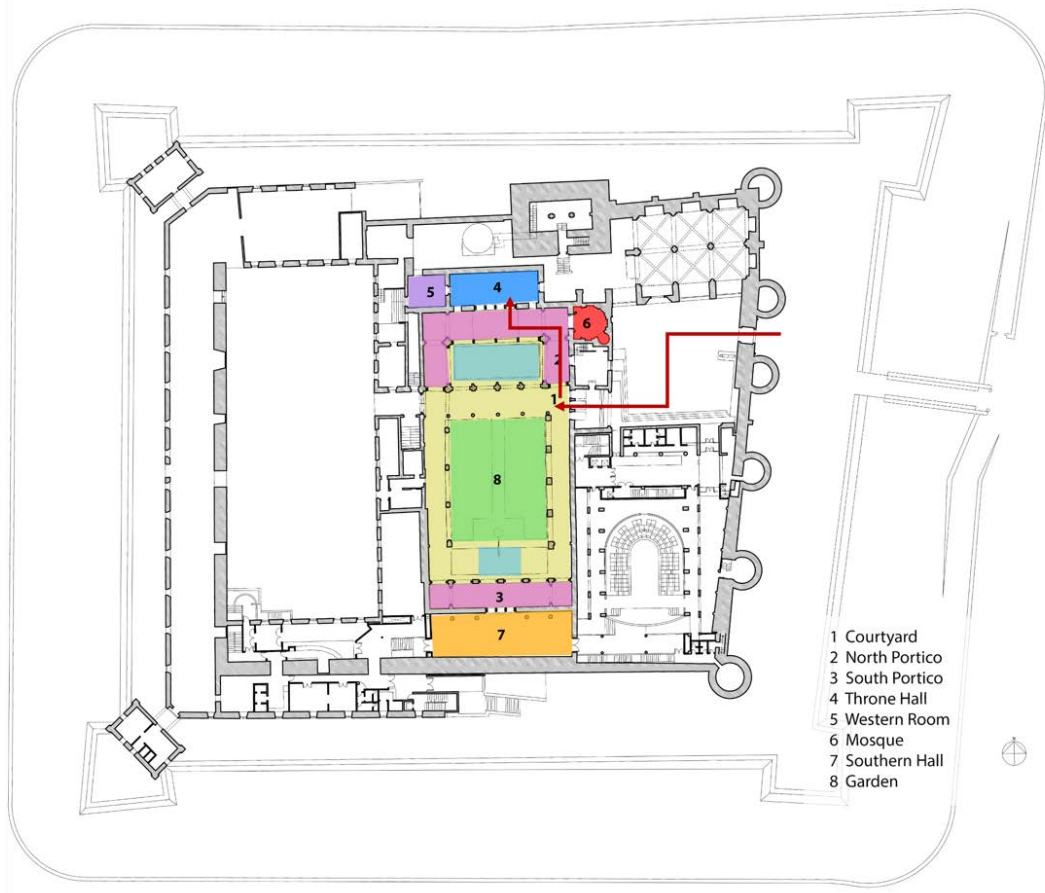 5
4
6
2
1
8
3
7
1 Courtyard
2 North Portico
3 South Portico
4 Throne Hall
5 Western Room
6 Mosque
7 Southern Hall
8 Garden